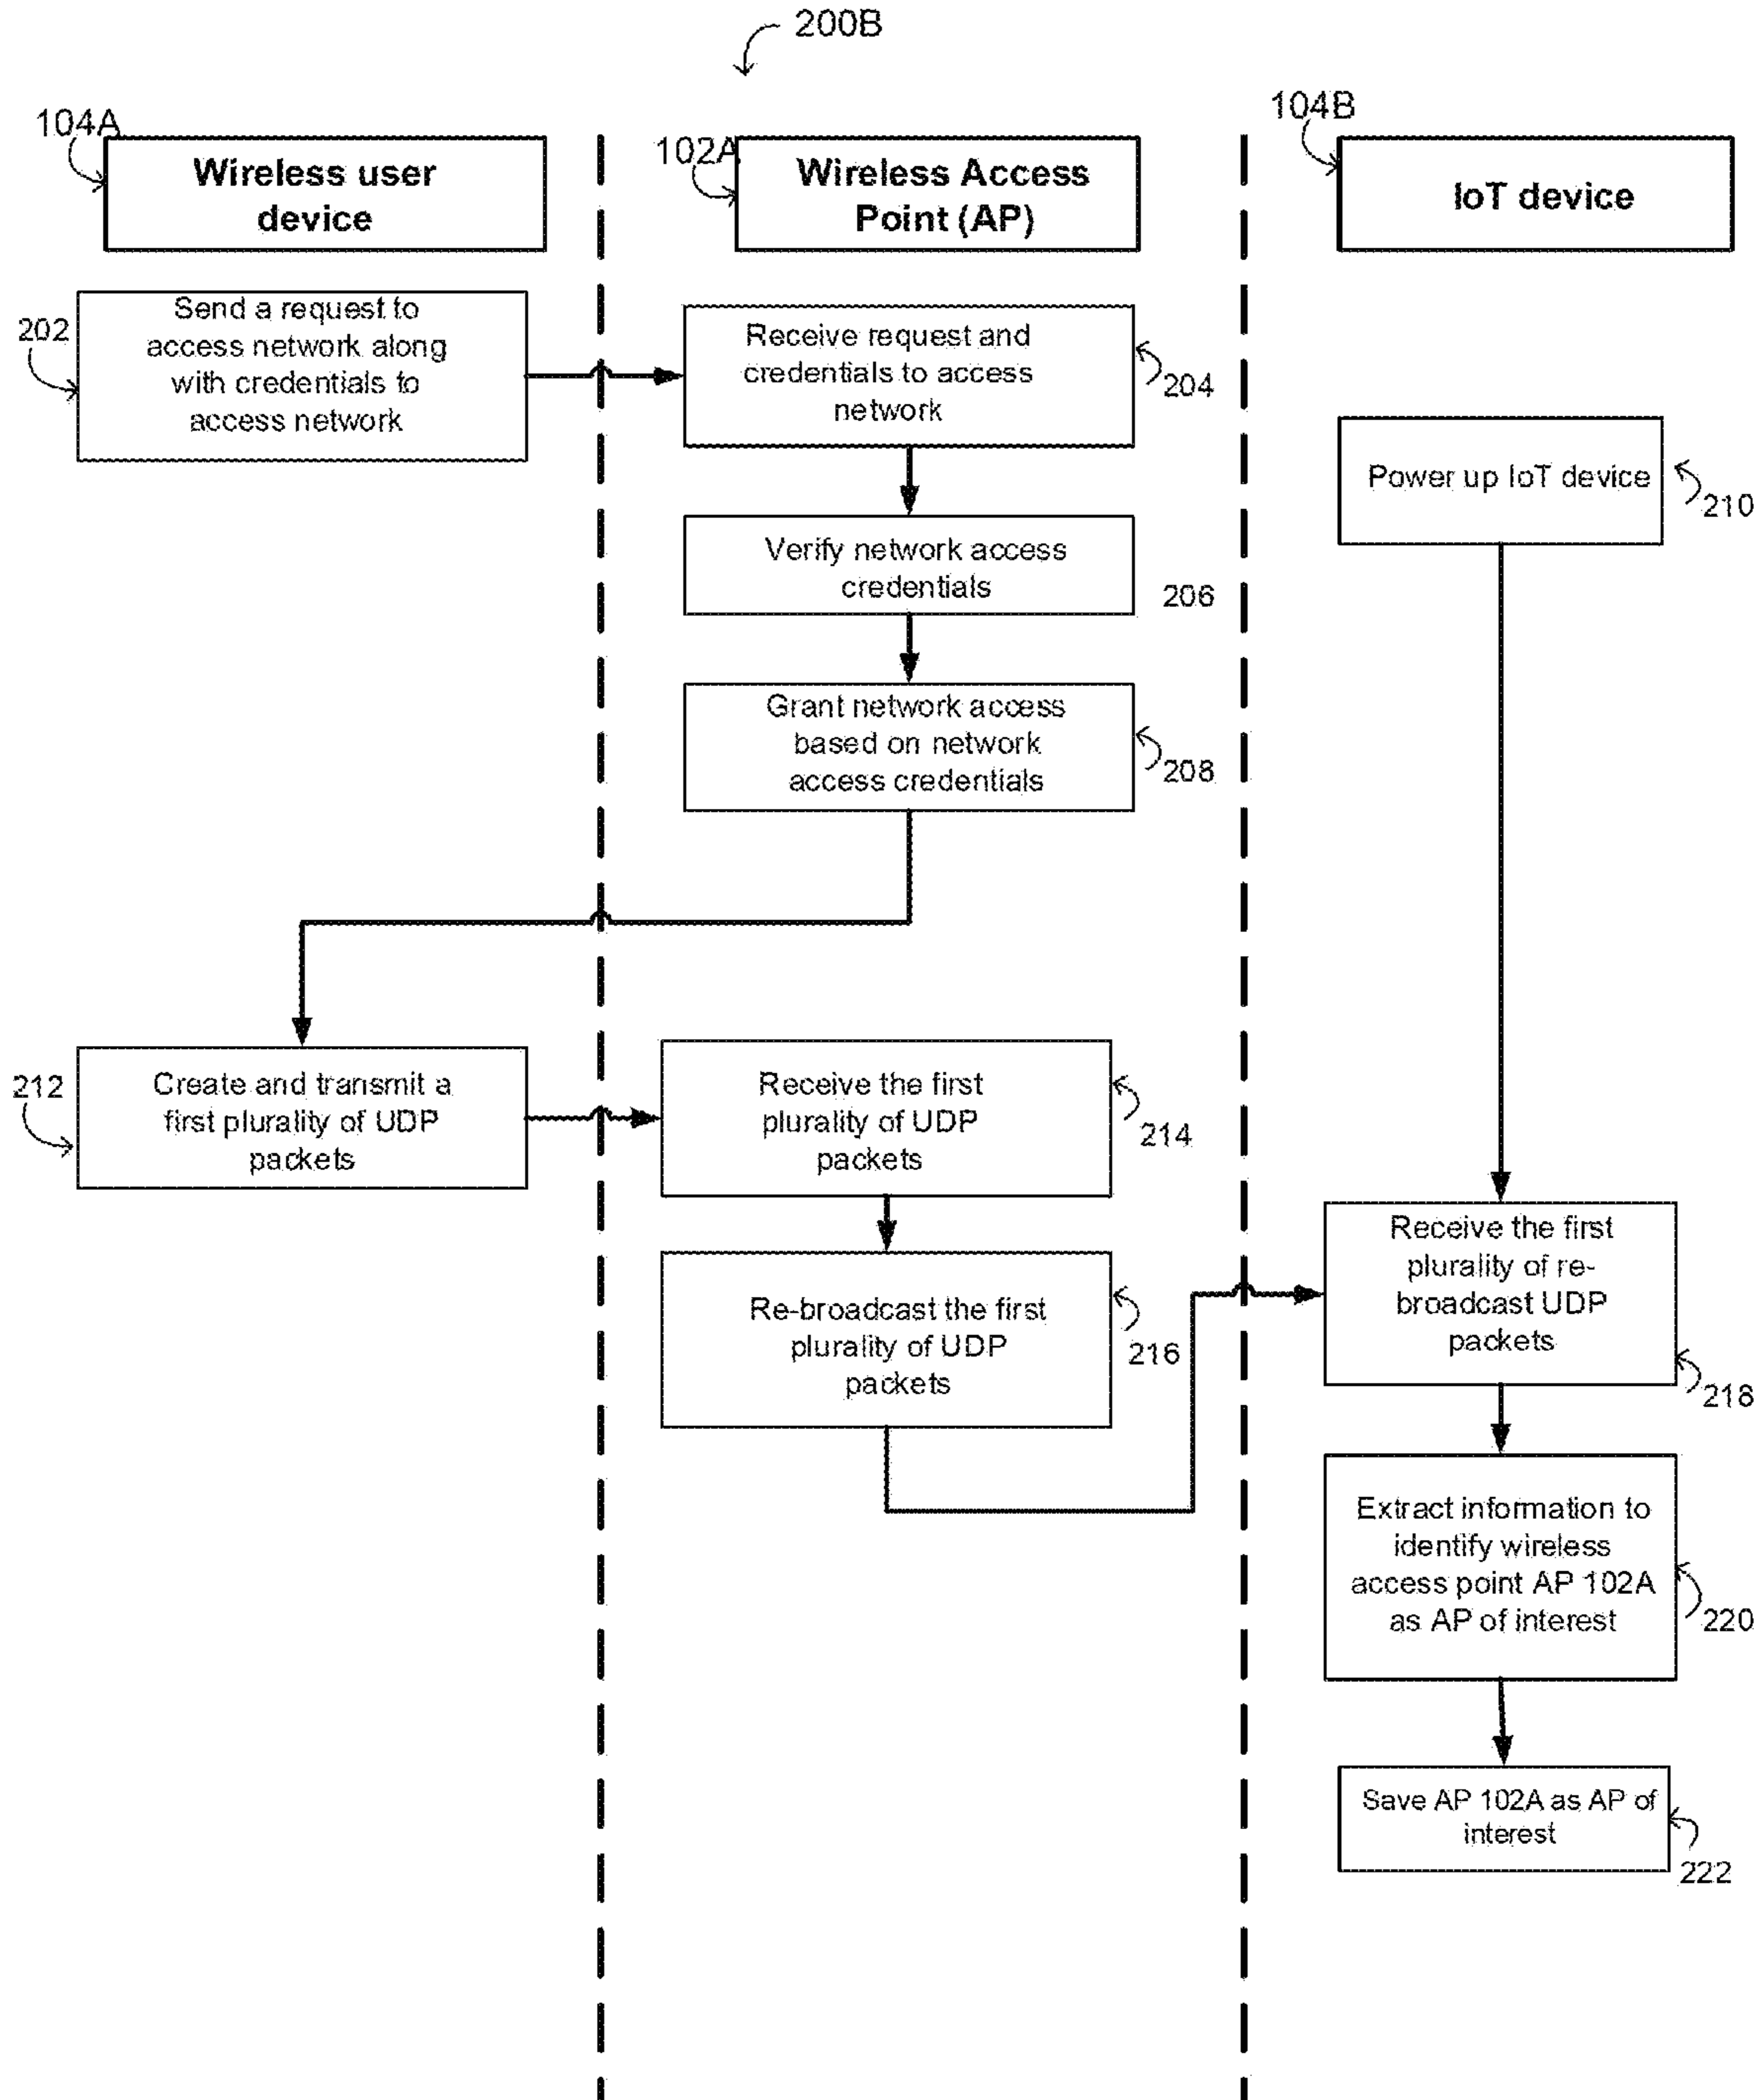 200B
104A
Wireless user
device
102A
Wireless Access
Point (AP)
104B
IoT device
202
Send a request to
access network along
with credentials to
access network
Receive request and
credentials to access
network
204
Power up IoT device
210
Verify network access
credentials
206
Grant network access
based on network
access credentials
208
212
Create and transmit a
first plurality of UDP
packets
Receive the first
plurality of UDP
packets
214
Re-broadcast the first
plurality of UDP
packets
216
Receive the first
plurality of re-
broadcast UDP
packets
218
Extract information to
identify wireless
access point AP 102A
as AP of interest
220
Save AP 102A as AP of
interest
222